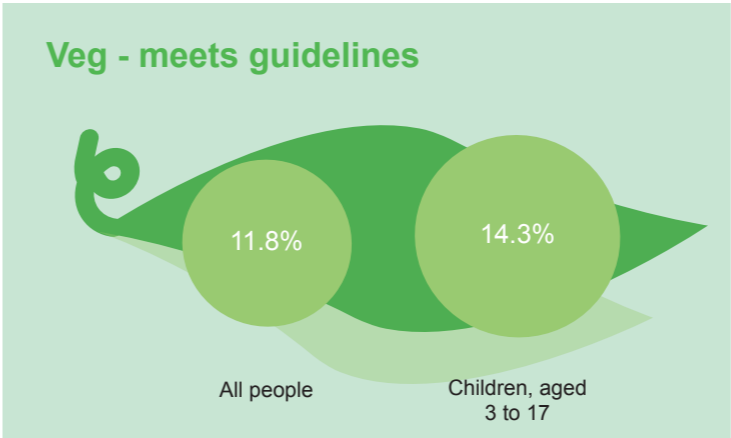 Veg - meets guidelines
11.8%
14.3%
All people
Children, aged
3 to 17